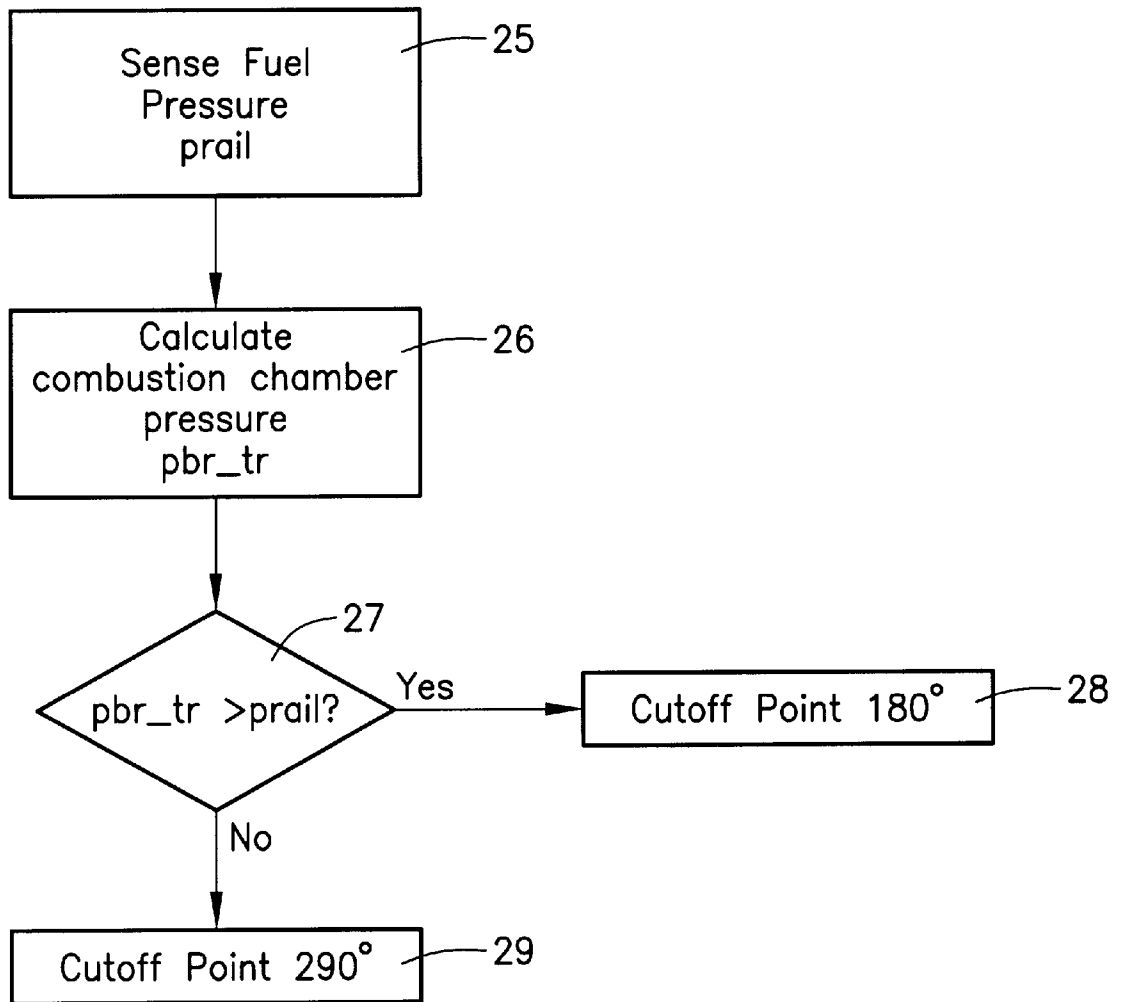 Sense Fuel
Pressure
prail
25
Calculate
combustion chamber
pressure
pbr_tr
26
27
pbr_tr >prail?
Yes
Cutoff Point 180°
28
No
Cutoff Point 290°
29